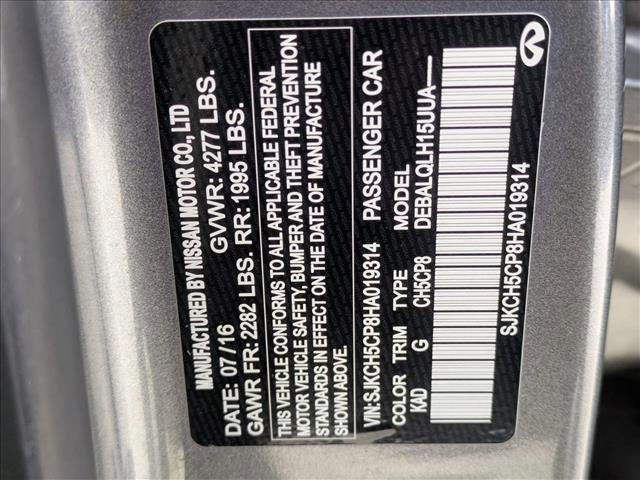 MANUFACTURED BY NISSAN MOTOR CO., LTD
DATE: 07/16 GVWR: 4277 LBS.
GAWR FR: 2282 LBS. RR: 1995 LBS.
THIS VEHICLE CONFORMS TO ALL APPLICABLE FEDERAL
MOTOR VEHICLE SAFETY, BUMPER AND THEFT PREVENTION
STANDARDS IN EFFECT ON THE DATE OF MANUFACTURE
SHOWN ABOVE.
VIN:SJKCH5CP8HA019314 PASSENGER CAR
COLOR TRIM TYPE MODEL
KAD G CH5CP8 DEBALQLH15UUA—
SJKCH5CP8HA019314